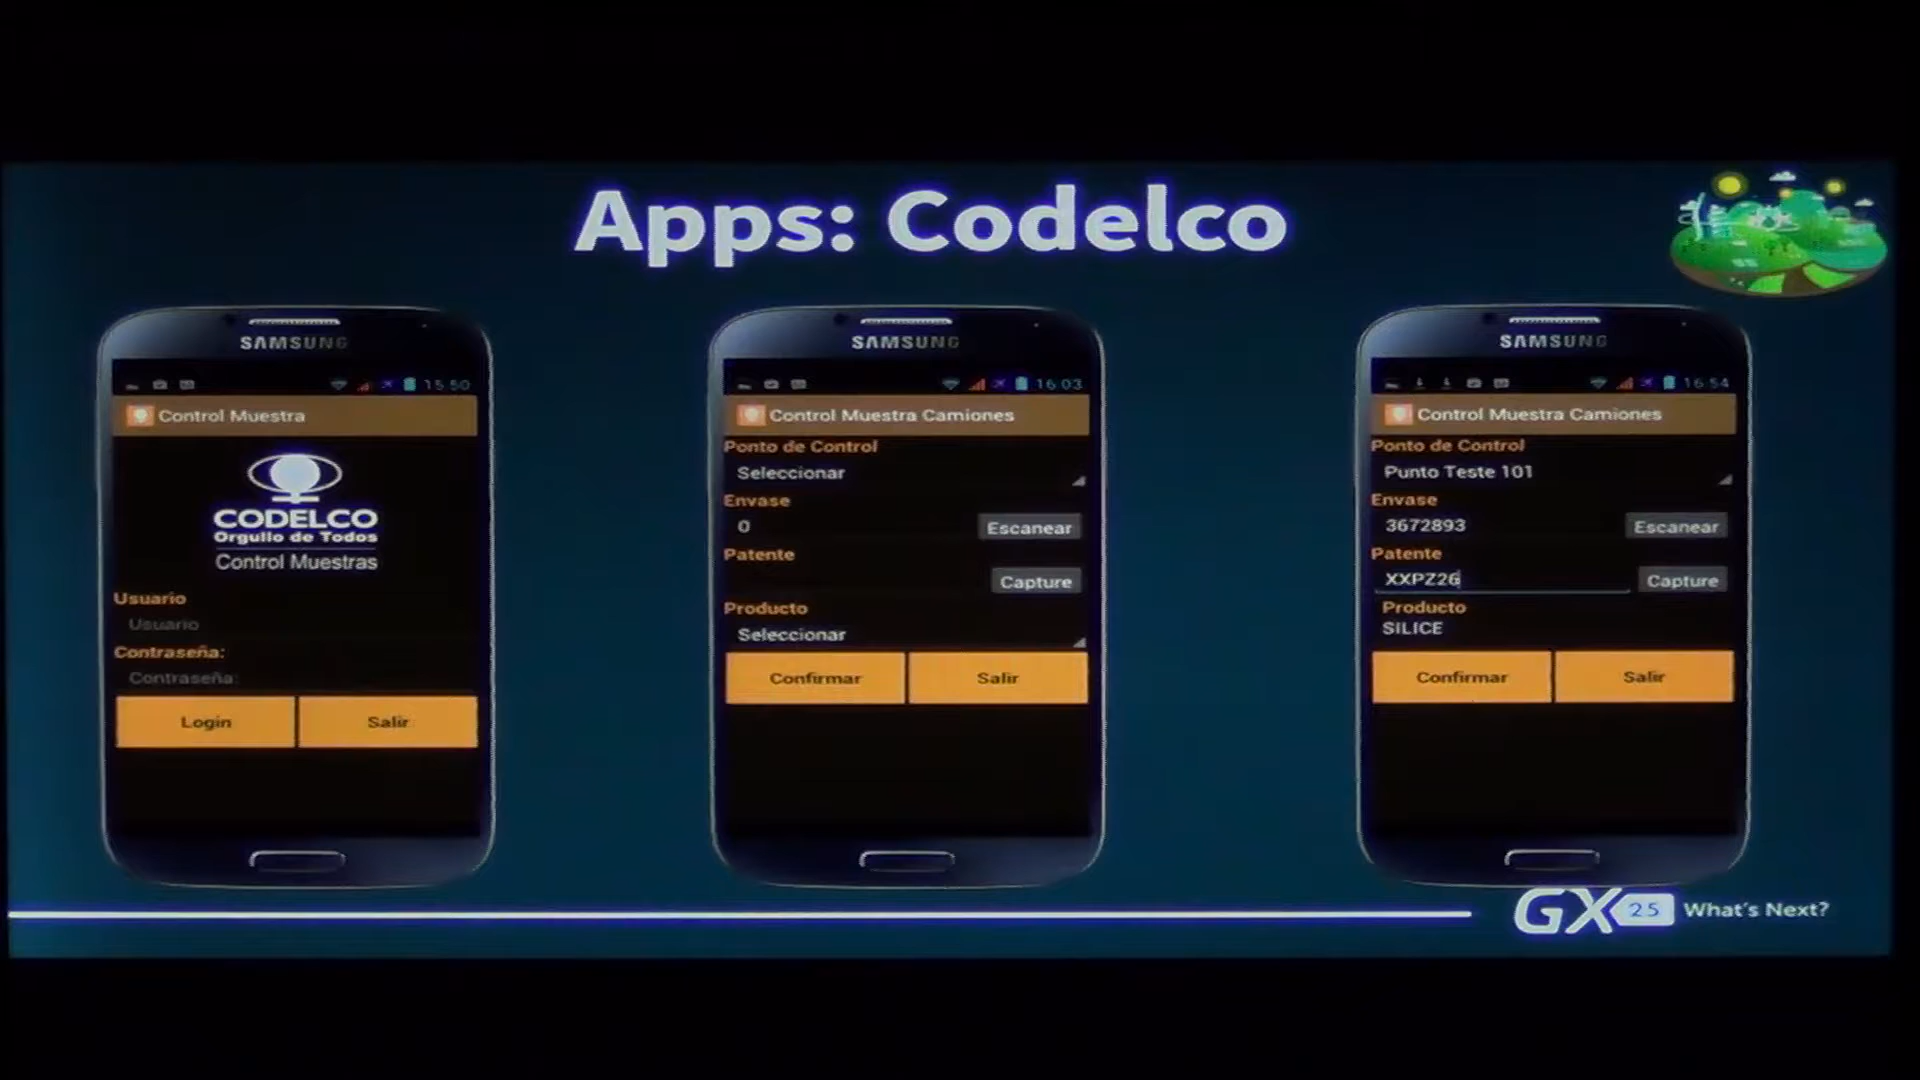 Apps: Codelco
SAMSUNG
15:50
Control Muestra
CODELCO
Orgullo de Todos
Control Muestras
Usuario
Usuario
Contraseña:
Contraseña:
Login
Salir
SAMSUNG
16:03
Control Muestra Camiones
Ponto de Control
Seleccionar
Envase
0
Escanear
Patente
Capture
Producto
Seleccionar
Confirmar
Salir
SAMSUNG
16:54
Control Muestra Camiones
Ponto de Control
Punto Teste 101
Envase
3672893
Escanear
Patente
XXPZ26
Capture
Producto
SILICE
Confirmar
Salir
GX 25 What's Next?